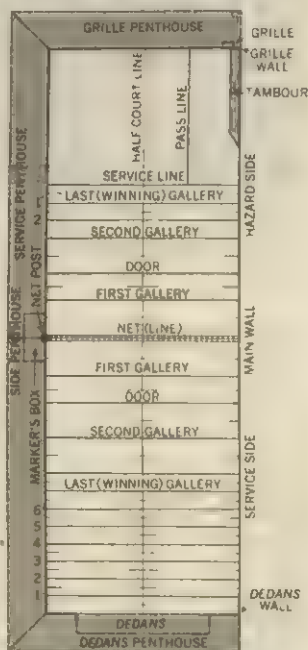 GRILLE PENTHOUSE
GRILLE
GRILLE
WALL
TAMBOUR
HALF COURT LINE
PASS LINE
SERVICE PENTHOUSE
HAZARD SIDE
SERVICE LINE
1
LAST (WINNING) GALLERY
2
SECOND GALLERY
DOOR
NET POST
FIRST GALLERY
SIDE PENTHOUSE
NET (LINE)
MAIN WALL
MARKER'S BOX
FIRST GALLERY
DOOR
SECOND GALLERY
SERVICE SIDE
LAST (WINNING) GALLERY
6
5
4
3
2
1
DEDANS
WALL
DEDANS
DEDANS PENTHOUSE